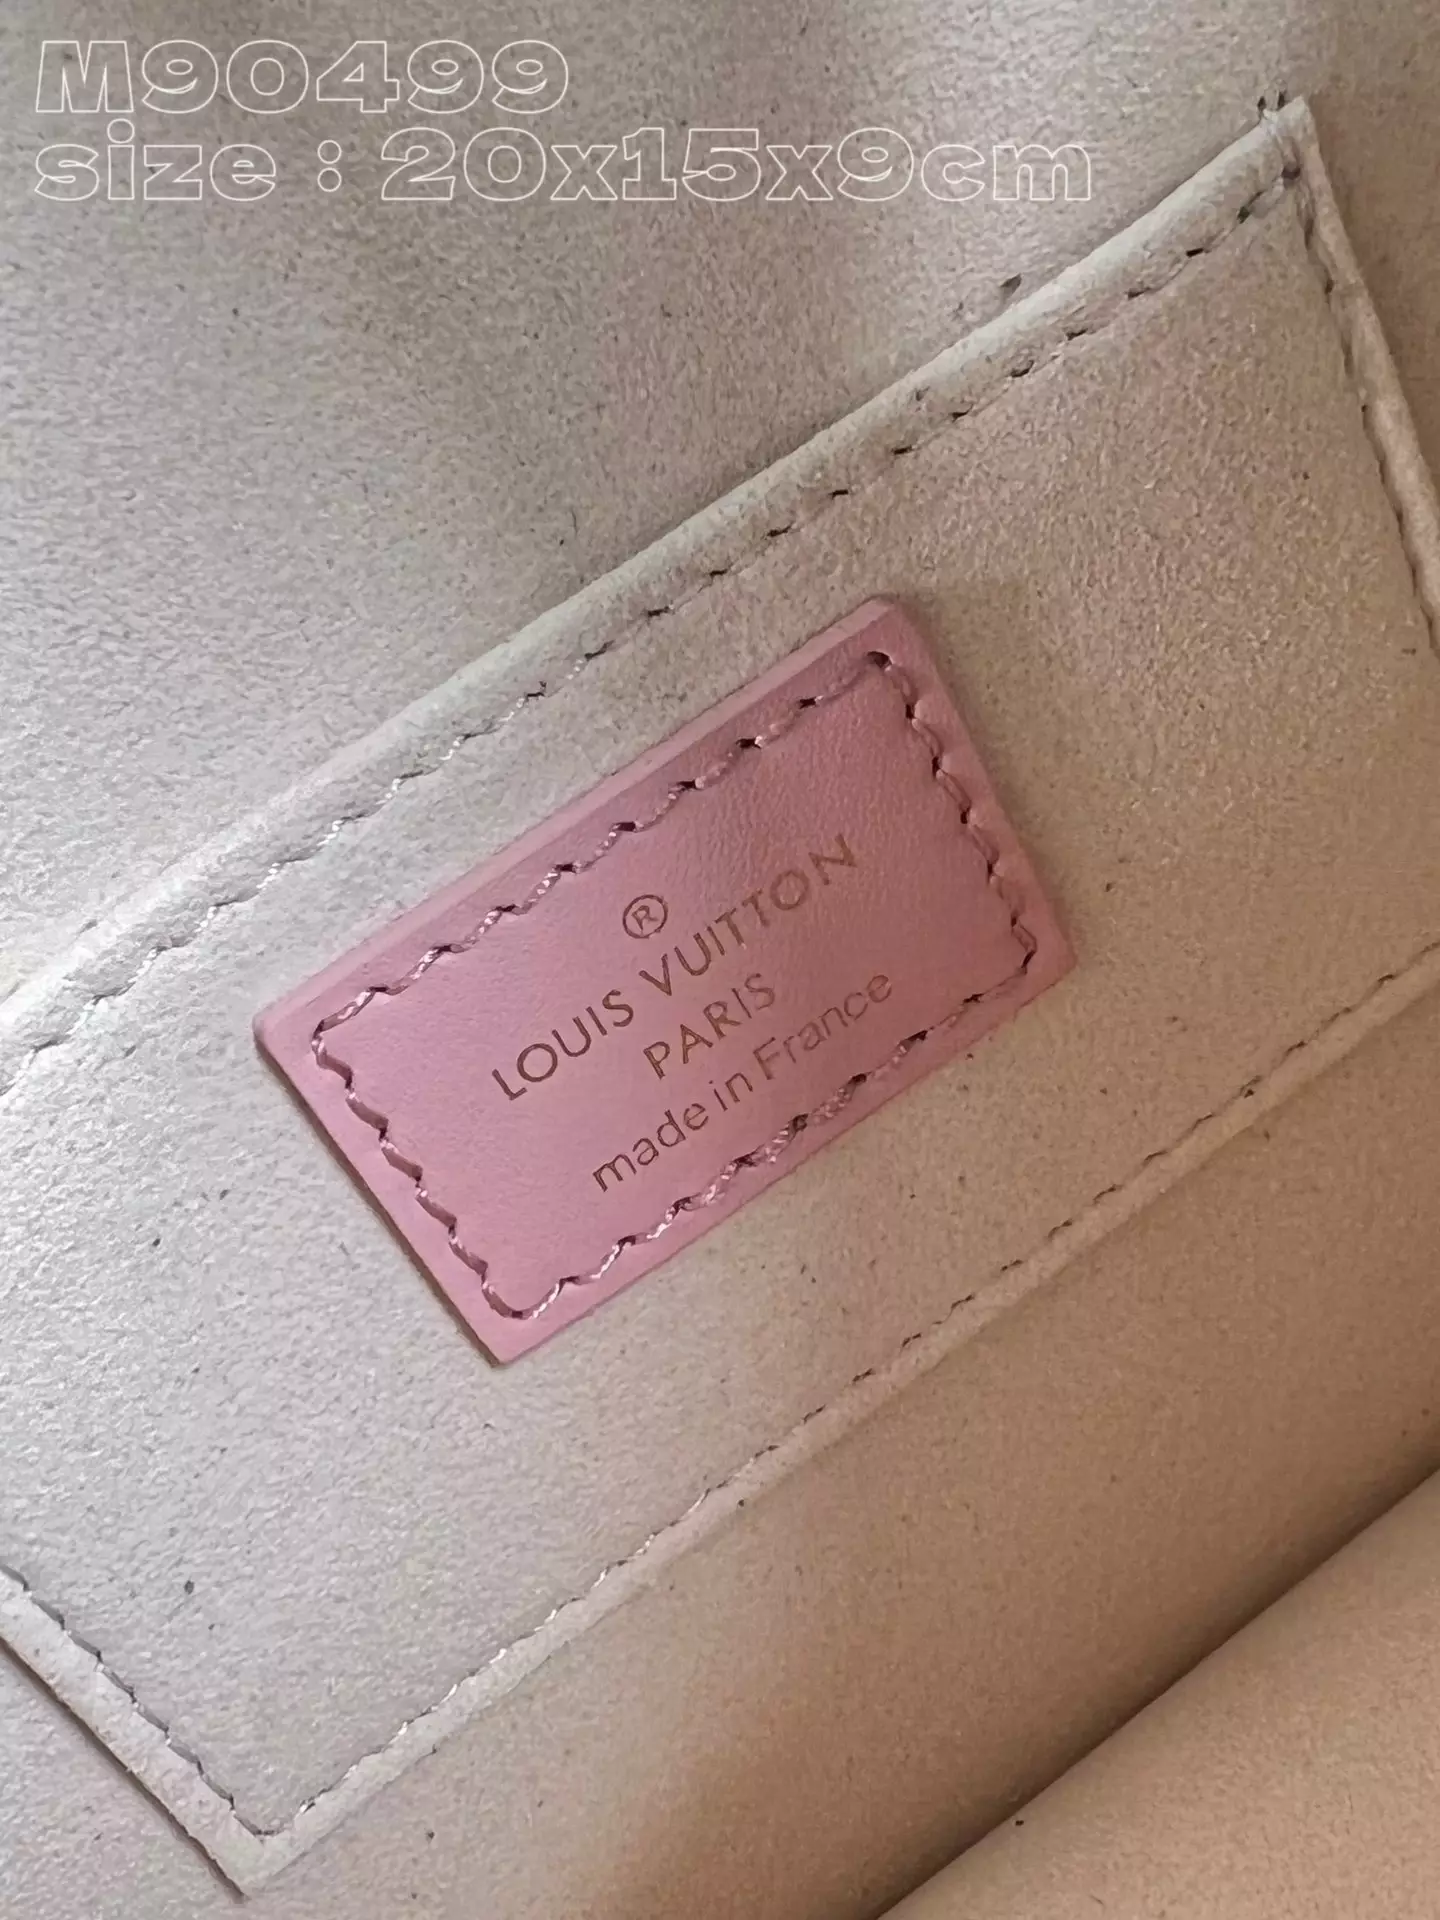 M90499
size : 20x15x9cm
®
LOUIS VUITTON
PARIS
made in France